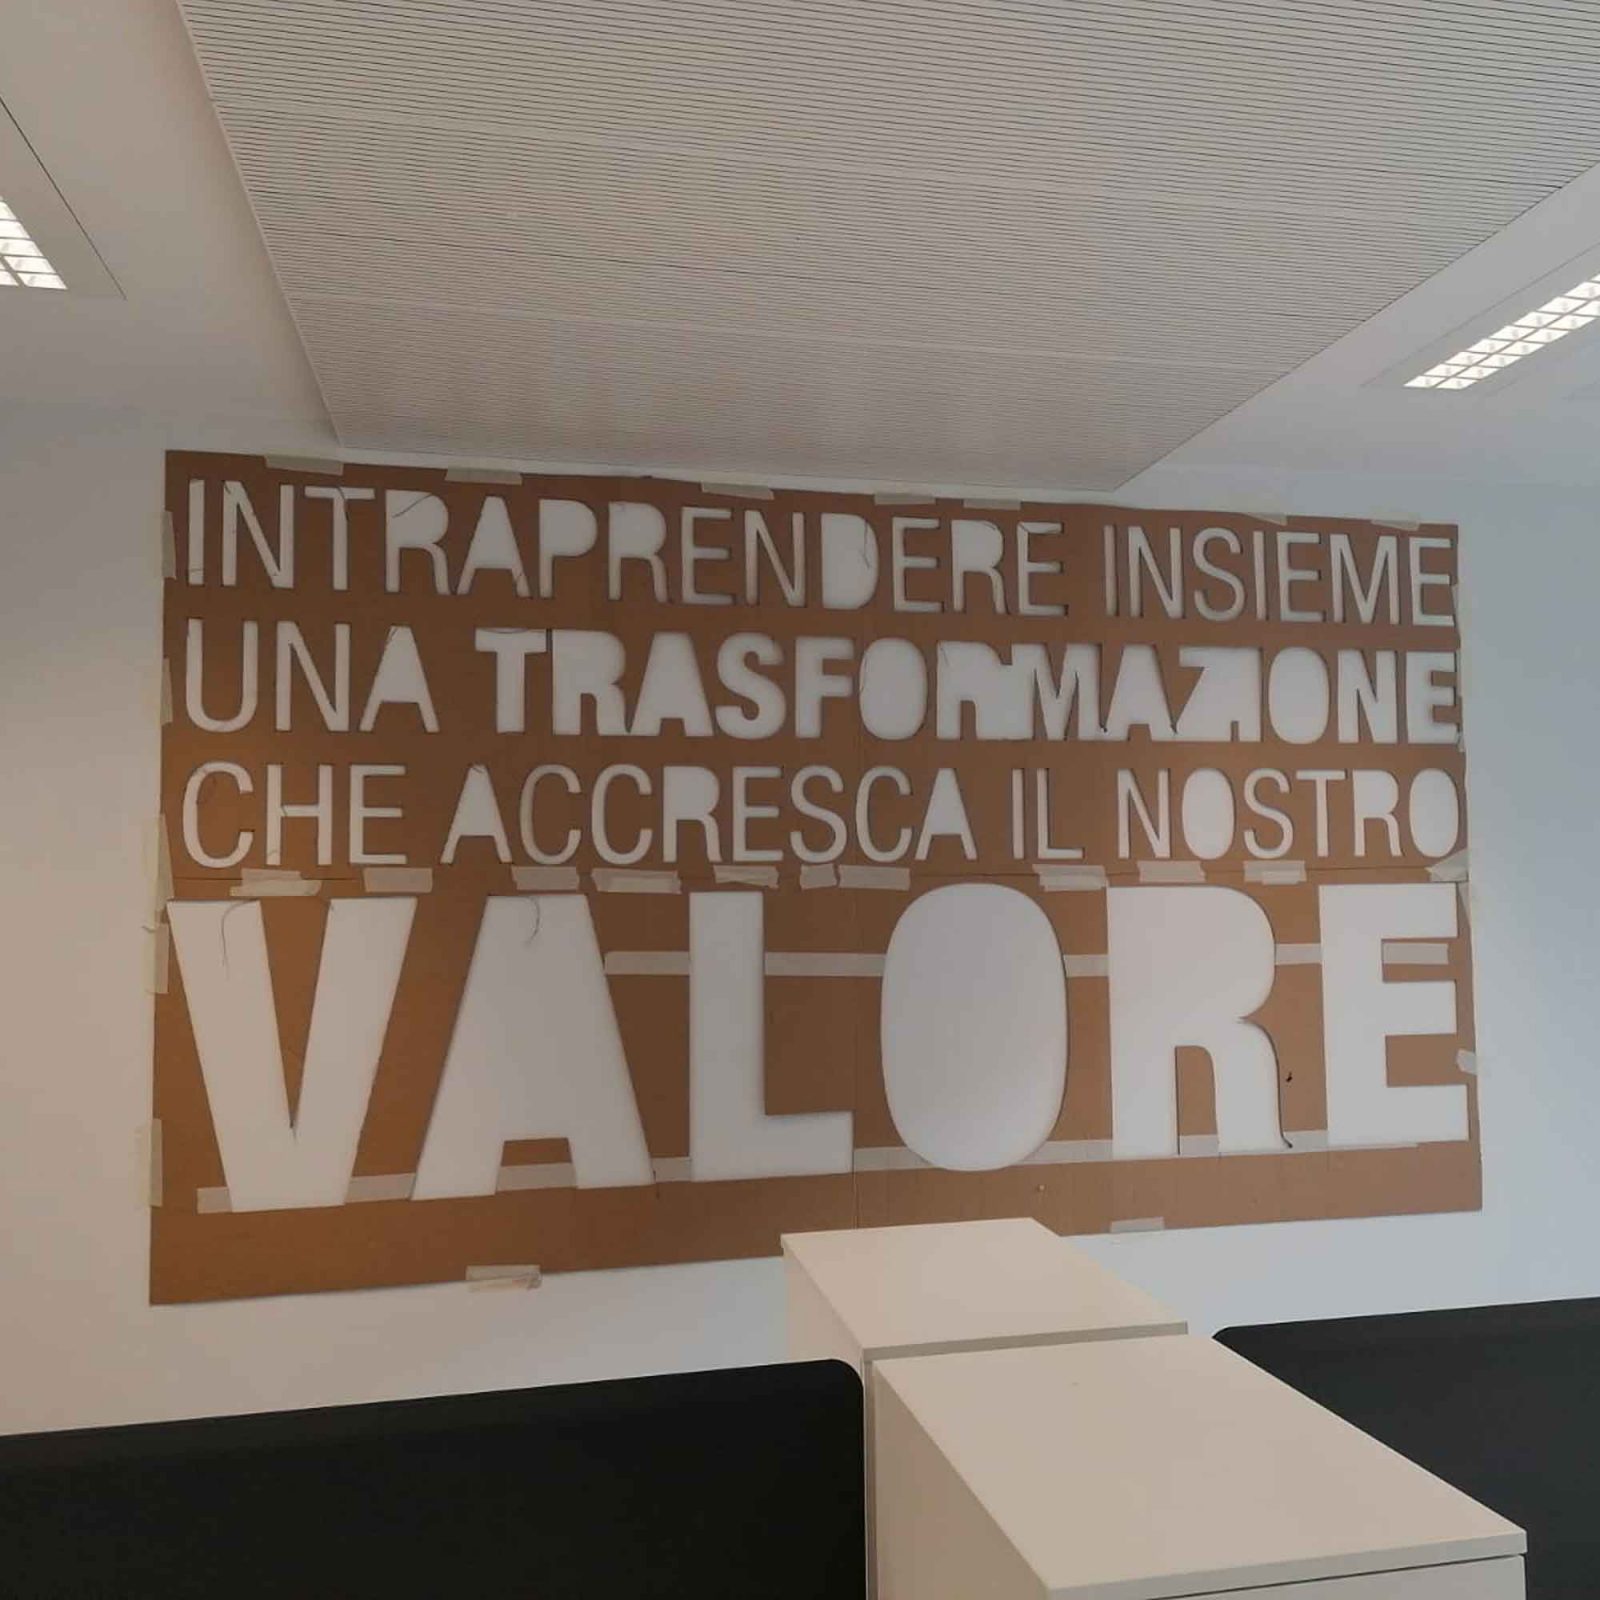 INTRAPRENDERE INSIEME
UNA TRASFORMAZIONE
CHE ACCRESCA IL NOSTRO
VALORE